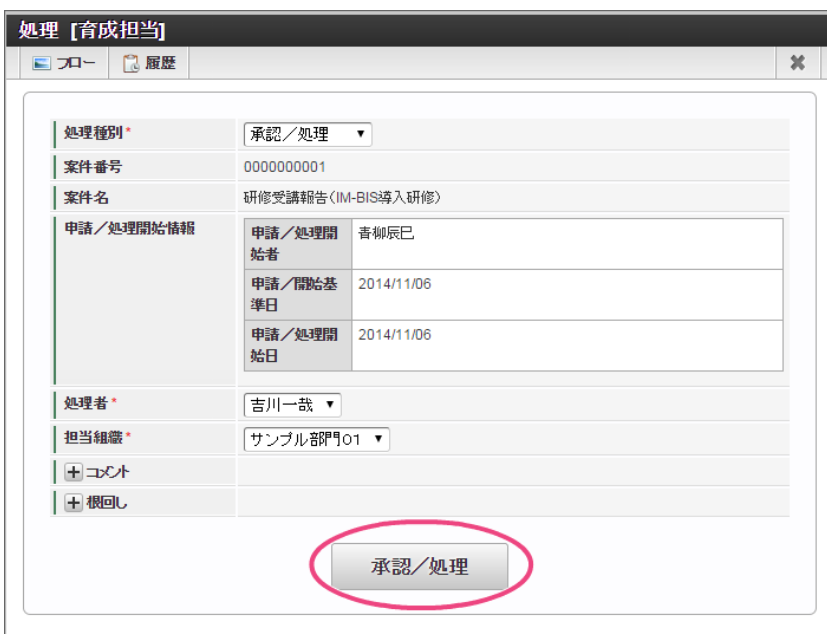 処理 [育成担当]
フロー 履歴
処理種別* 承認／処理
案件番号 0000000001
案件名 研修受講報告(IM-BIS導入研修)
申請／処理開始情報 申請／処理開 青柳辰巳
始者
申請／開始基 2014/11/06
準日
申請／処理開 2014/11/06
始日
処理者* 吉川一哉
担当組織* サンプル部門01
コメント
根回し
承認／処理